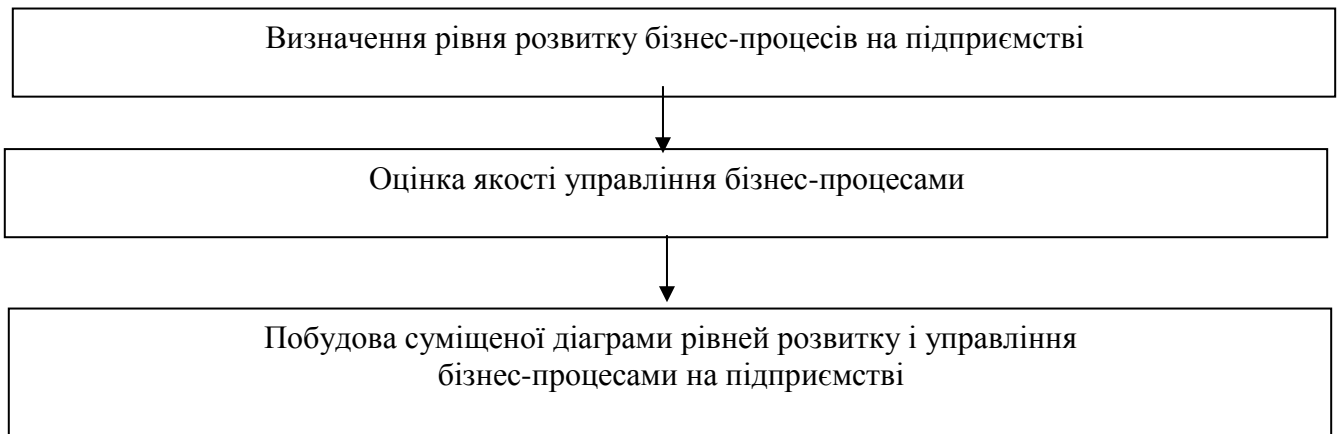 Визначення рівня розвитку бізнес-процесів на підприємстві
Оцінка якості управління бізнес-процесами
Побудова суміщеної діаграми рівней розвитку і управління
бізнес-процесами на підприємстві